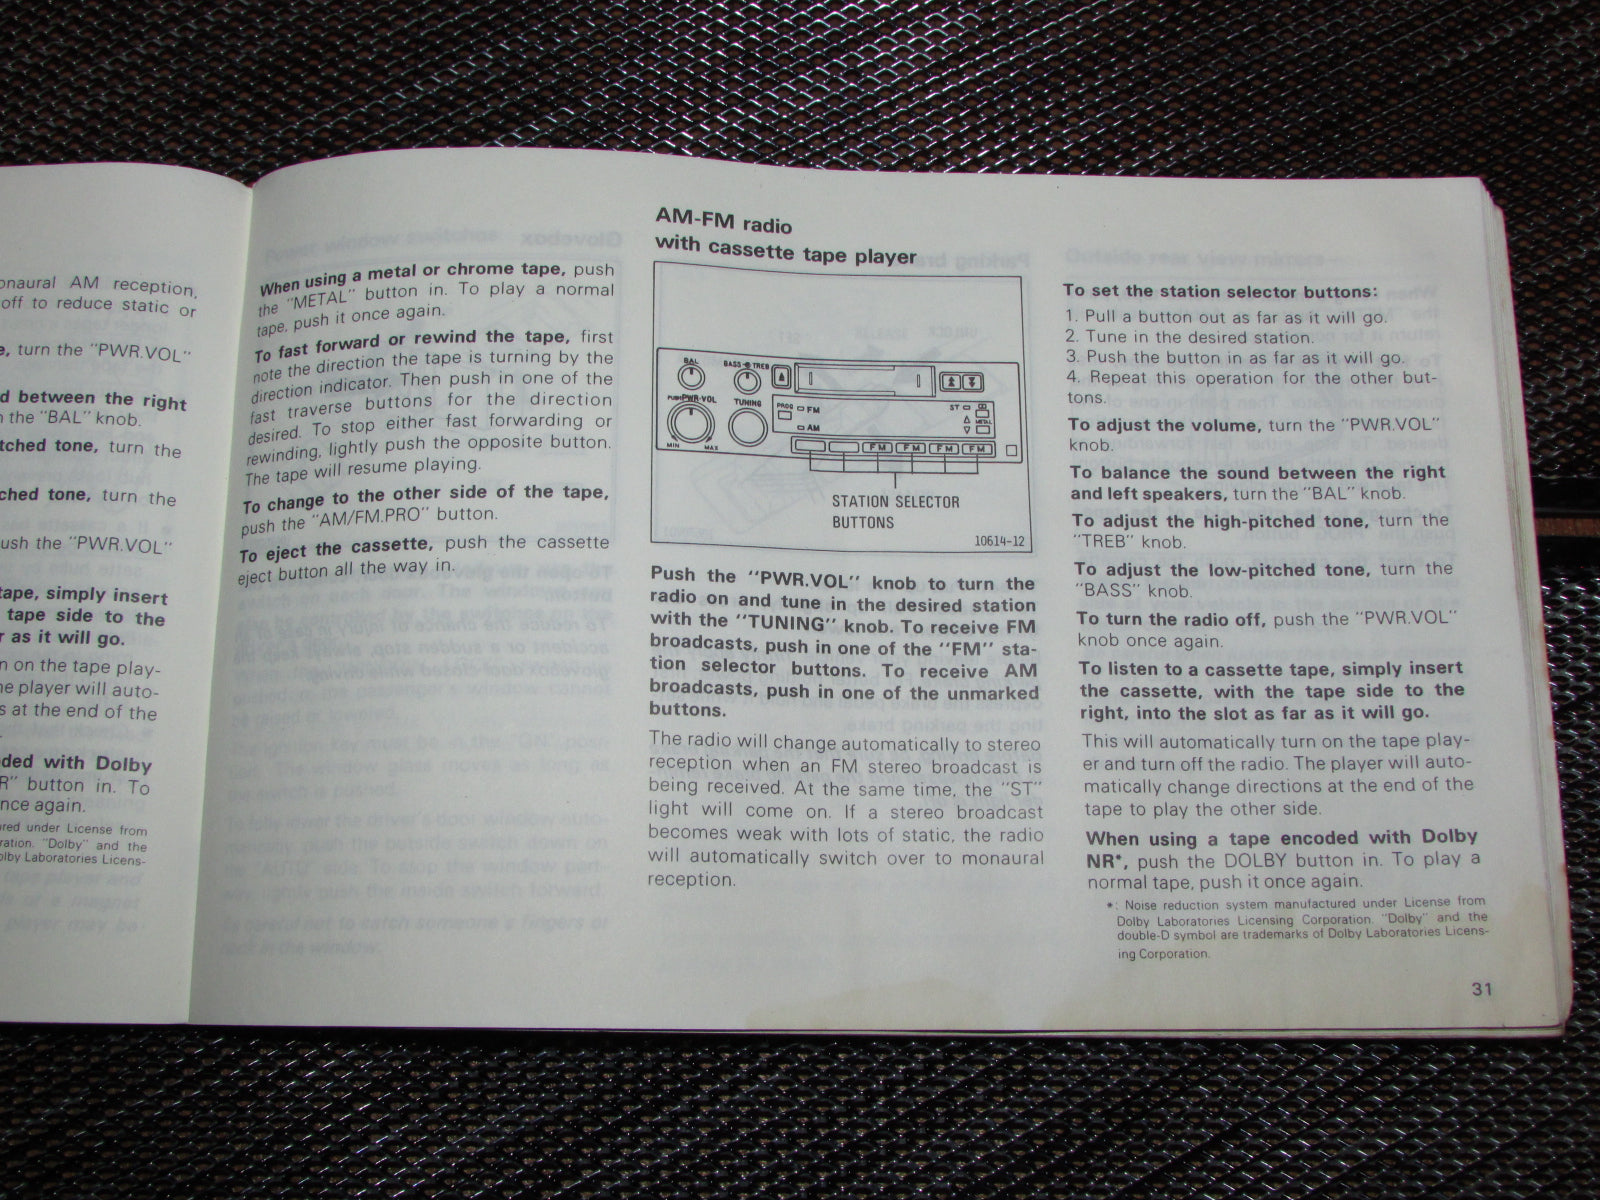 onaural AM reception,
off to reduce static or
e, turn the "PWR.VOL"
d between the right
the "BAL" knob.
tched tone, turn the
ched tone, turn the
ush the "PWR.VOL"
tape, simply insert
tape side to the
r as it will go.
n on the tape play-
e player will auto-
s at the end of the
ded with Dolby
R" button in. To
nce again.
red under License from
ration. "Dolby" and the
olby Laboratories Licens-
When using a metal or chrome tape, push
the "METAL" button in. To play a normal
tape, push it once again.
To fast forward or rewind the tape, first
note the direction the tape is turning by the
direction indicator. Then push in one of the
fast traverse buttons for the direction
desired. To stop either fast forwarding or
rewinding, lightly push the opposite button.
The tape will resume playing.
To change to the other side of the tape,
push the "AM/FM.PRO" button.
To eject the cassette, push the cassette
eject button all the way in.
AM-FM radio
with cassette tape player
BAL
BASS TREB
PUSH PWR·VOL
TUNING
MIN MAX
PROG FM
AM
ST
METAL
FM FM FM FM
STATION SELECTOR
BUTTONS
10614-12
Push the "PWR.VOL" knob to turn the
radio on and tune in the desired station
with the "TUNING" knob. To receive FM
broadcasts, push in one of the "FM" sta-
tion selector buttons. To receive AM
broadcasts, push in one of the unmarked
buttons.
The radio will change automatically to stereo
reception when an FM stereo broadcast is
being received. At the same time, the "ST"
light will come on. If a stereo broadcast
becomes weak with lots of static, the radio
will automatically switch over to monaural
reception.
To set the station selector buttons:
1. Pull a button out as far as it will go.
2. Tune in the desired station.
3. Push the button in as far as it will go.
4. Repeat this operation for the other but-
tons.
To adjust the volume, turn the "PWR.VOL"
knob.
To balance the sound between the right
and left speakers, turn the "BAL" knob.
To adjust the high-pitched tone, turn the
"TREB" knob.
To adjust the low-pitched tone, turn the
"BASS" knob.
To turn the radio off, push the "PWR.VOL"
knob once again.
To listen to a cassette tape, simply insert
the cassette, with the tape side to the
right, into the slot as far as it will go.
This will automatically turn on the tape play-
er and turn off the radio. The player will auto-
matically change directions at the end of the
tape to play the other side.
When using a tape encoded with Dolby
NR*, push the DOLBY button in. To play a
normal tape, push it once again.
*: Noise reduction system manufactured under License from
Dolby Laboratories Licensing Corporation. "Dolby" and the
double-D symbol are trademarks of Dolby Laboratories Licens-
ing Corporation.
31